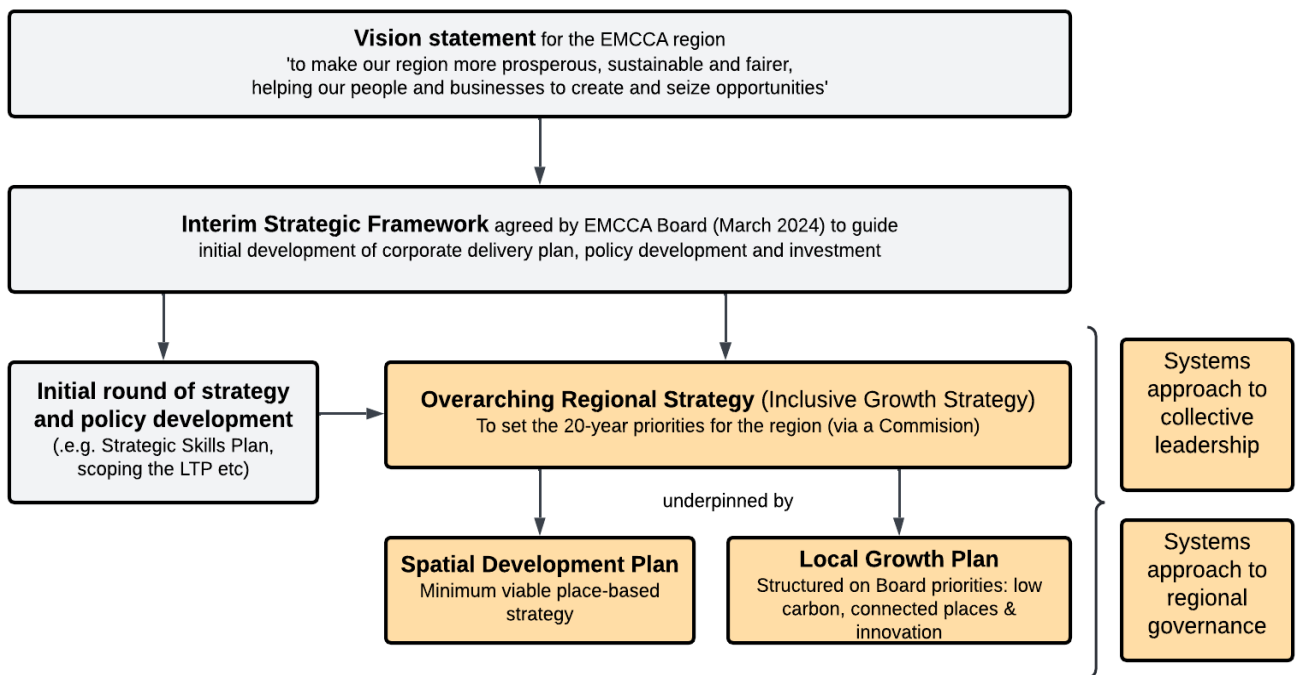 Vision statement for the EMCCA region
'to make our region more prosperous, sustainable and fairer,
helping our people and businesses to create and seize opportunities'
Interim Strategic Framework agreed by EMCCA Board (March 2024) to guide
initial development of corporate delivery plan, policy development and investment
Initial round of strategy
and policy development
(.e.g. Strategic Skills Plan,
scoping the LTP etc)
Overarching Regional Strategy (Inclusive Growth Strategy)
To set the 20-year priorities for the region (via a Commision)
underpinned by
Spatial Development Plan
Minimum viable place-based
strategy
Local Growth Plan
Structured on Board priorities: low
carbon, connected places &
innovation
Systems
approach to
collective
leadership
Systems
approach to
regional
governance